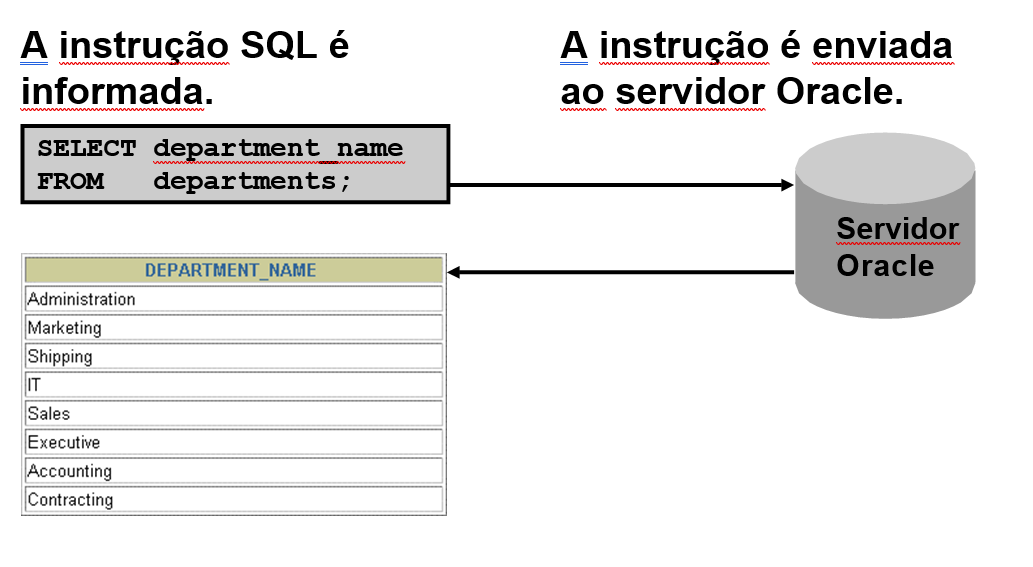 A instrução SQL é
informada.
A instrução é enviada
ao servidor Oracle.
SELECT department_name
FROM departments;
Servidor
Oracle
DEPARTMENT_NAME
Administration
Marketing
Shipping
IT
Sales
Executive
Accounting
Contracting